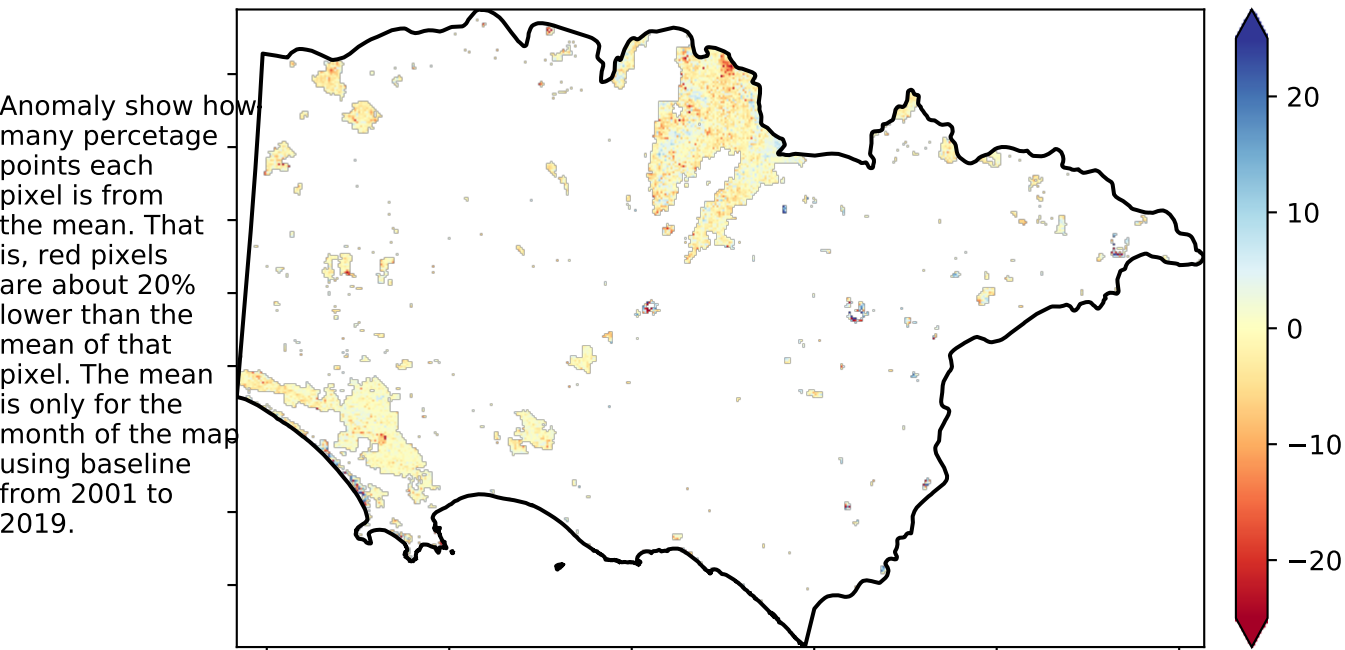 Anomaly show how
many percetage
points each
pixel is from
the mean. That
is, red pixels
are about 20%
lower than the
mean of that
pixel. The mean
is only for the
month of the map
using baseline
from 2001 to
2019.
20
10
0
−10
−20